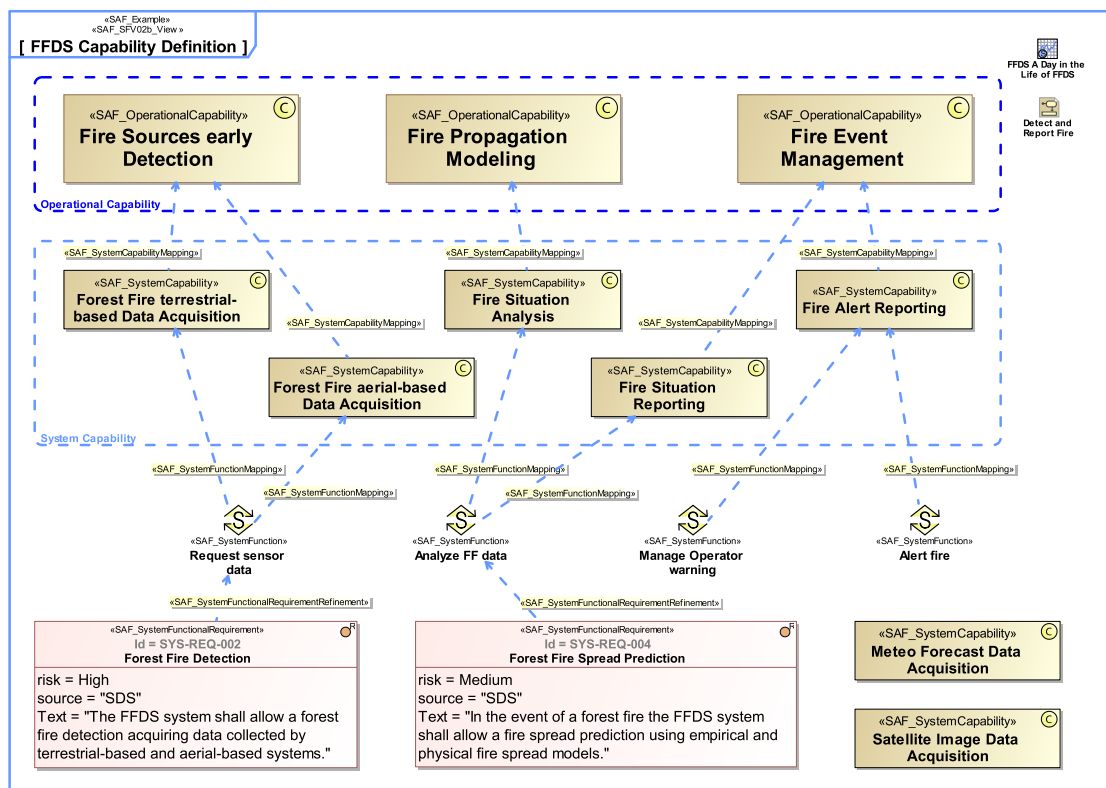 «SAF_Example»
«SAF_SFV02b_View »
[ FFDS Capability Definition ]
FFDS A Day in the
Life of FFDS
Detect and
Report Fire
«SAF_OperationalCapability»
Fire Sources early
Detection
C
«SAF_OperationalCapability»
Fire Propagation
Modeling
C
«SAF_OperationalCapability»
Fire Event
Management
C
Operational Capability
«SAF_SystemCapabilityMapping»
«SAF_SystemCapabilityMapping»
«SAF_SystemCapabilityMapping»
«SAF_SystemCapability»
Forest Fire terrestrial-
based Data Acquisition
C
«SAF_SystemCapability»
Fire Situation
Analysis
C
«SAF_SystemCapability»
Fire Alert Reporting
C
«SAF_SystemCapabilityMapping»
«SAF_SystemCapabilityMapping»
«SAF_SystemCapability»
Forest Fire aerial-based
Data Acquisition
C
«SAF_SystemCapability»
Fire Situation
Reporting
C
System Capability
«SAF_SystemFunctionMapping»
«SAF_SystemFunctionMapping»
«SAF_SystemFunctionMapping»
«SAF_SystemFunctionMapping»
«SAF_SystemFunctionMapping»
«SAF_SystemFunctionMapping»
S
«SAF_SystemFunction»
Request sensor
data
S
«SAF_SystemFunction»
Analyze FF data
S
«SAF_SystemFunction»
Manage Operator
warning
S
«SAF_SystemFunction»
Alert fire
«SAF_SystemFunctionalRequirementRefinement»
«SAF_SystemFunctionalRequirementRefinement»
«SAF_SystemFunctionalRequirement»
R
Id = SYS-REQ-002
Forest Fire Detection
risk = High
source = "SDS"
Text = "The FFDS system shall allow a forest
fire detection acquiring data collected by
terrestrial-based and aerial-based systems."
«SAF_SystemFunctionalRequirement»
R
Id = SYS-REQ-004
Forest Fire Spread Prediction
risk = Medium
source = "SDS"
Text = "In the event of a forest fire the FFDS system
shall allow a fire spread prediction using empirical and
physical fire spread models."
«SAF_SystemCapability»
Meteo Forecast Data
Acquisition
C
«SAF_SystemCapability»
Satellite Image Data
Acquisition
C